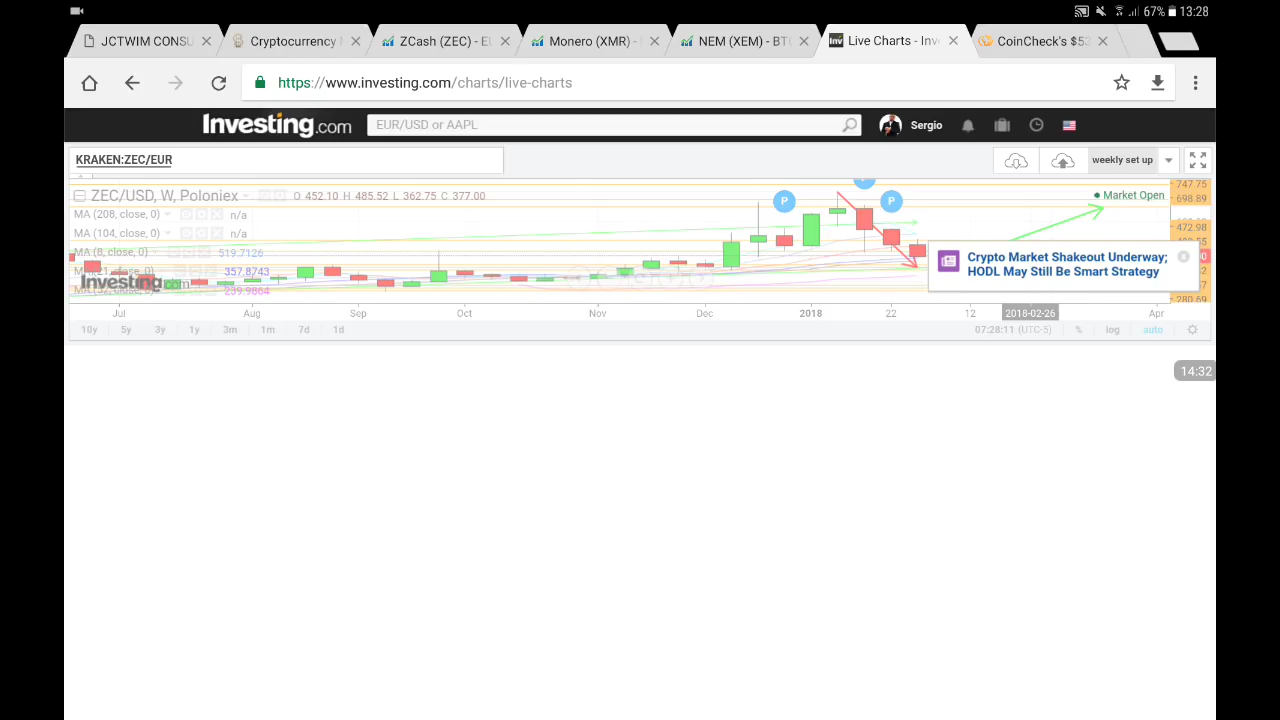 67% 13:28
JCTWIM CONSU
Cryptocurrency M
ZCash (ZEC) - EU
Monero (XMR) -
NEM (XEM) - BTC
Live Charts - Inve
CoinCheck's $53
https://www.investing.com/charts/live-charts
Investing.com
EUR/USD or AAPL
Sergio
KRAKEN:ZEC/EUR
weekly set up
ZEC/USD, W, Poloniex
O 452.10 H 485.52 L 362.75 C 377.00
P
P
P
Market Open
747.75
698.89
MA (208, close, 0) n/a
472.98
MA (104, close, 0) n/a
MA (8, close, 0) 519.7126
Crypto Market Shakeout Underway;
HODL May Still Be Smart Strategy
357.8743
Investing.com
239.9864
280.69
Jul Aug Sep Oct Nov Dec 2018 22 12 2018-02-26 Apr
10y 5y 3y 1y 3m 1m 7d 1d
07:28:11 (UTC-5) % log auto
14:32